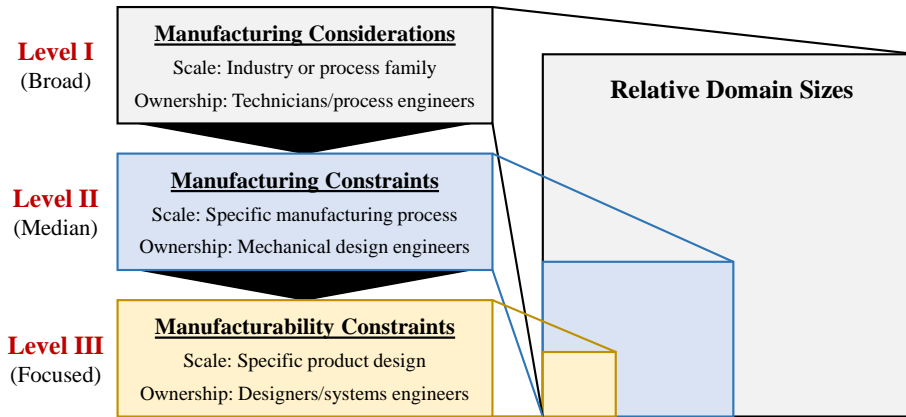 Level I
(Broad)
Manufacturing Considerations
Scale: Industry or process family
Ownership: Technicians/process engineers
Relative Domain Sizes
Level II
(Median)
Manufacturing Constraints
Scale: Specific manufacturing process
Ownership: Mechanical design engineers
Level III
(Focused)
Manufacturability Constraints
Scale: Specific product design
Ownership: Designers/systems engineers